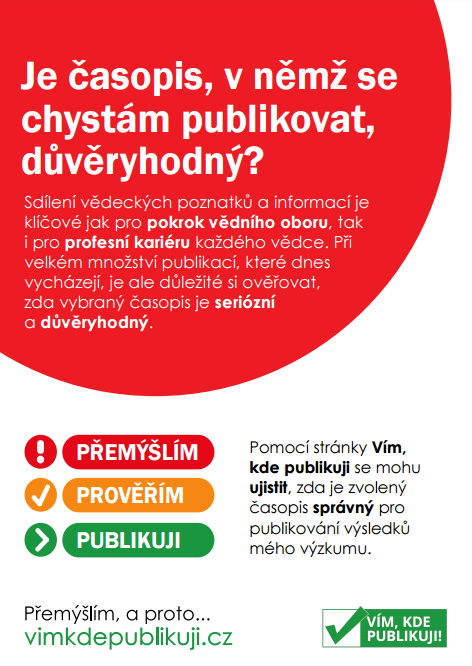 Je časopis, v němž se
chystám publikovat,
důvěryhodný?
Sdílení vědeckých poznatků a informací je
klíčové jak pro pokrok vědního oboru, tak
i pro profesní kariéru každého vědce. Při
velkém množství publikací, které dnes
vycházejí, je ale důležité si ověřovat,
zda vybraný časopis je seriózní
a důvěryhodný.
PŘEMÝŠLÍM
PROVĚŘÍM
PUBLIKUJI
Pomocí stránky Vím,
kde publikuji se mohu
ujistit, zda je zvolený
časopis správný pro
publikování výsledků
mého výzkumu.
Přemýšlím, a proto...
vimkdepublikuji.cz
VÍM, KDE
PUBLIKUJI!